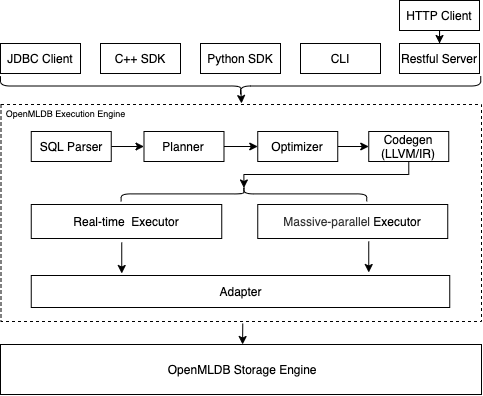 HTTP Client
JDBC Client
C++ SDK
Python SDK
CLI
Restful Server
OpenMLDB Execution Engine
SQL Parser
Planner
Optimizer
Codegen
(LLVM/IR)
Real-time Executor
Massive-parallel Executor
Adapter
OpenMLDB Storage Engine